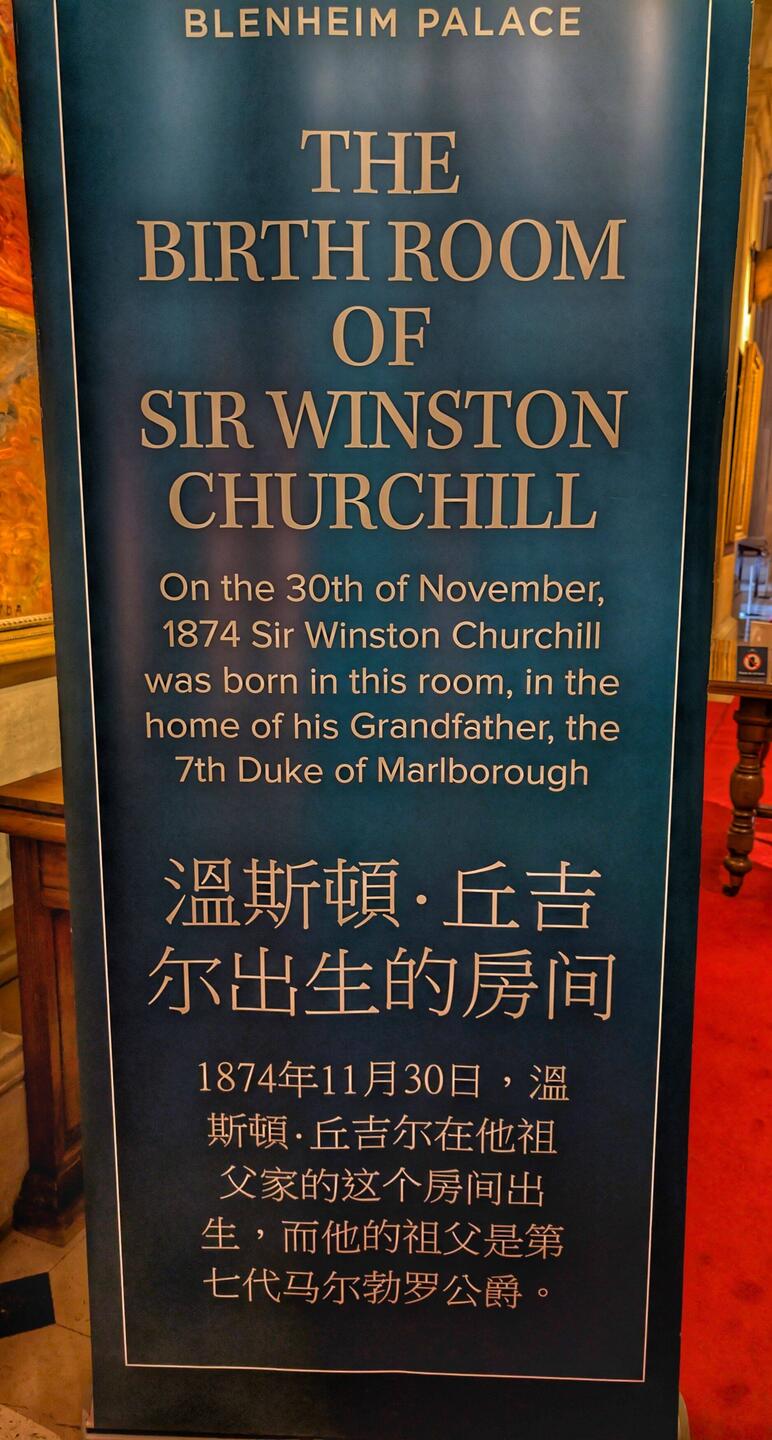 BLENHEIM PALACE
THE
BIRTH ROOM
OF
SIR WINSTON
CHURCHILL
On the 30th of November,
1874 Sir Winston Churchill
was born in this room, in the
home of his Grandfather, the
7th Duke of Marlborough
溫斯頓·丘吉
尔出生的房间
1874年11月30日，溫
斯頓·丘吉尔在他祖
父家的这个房间出
生，而他的祖父是第
七代马尔勃罗公爵。